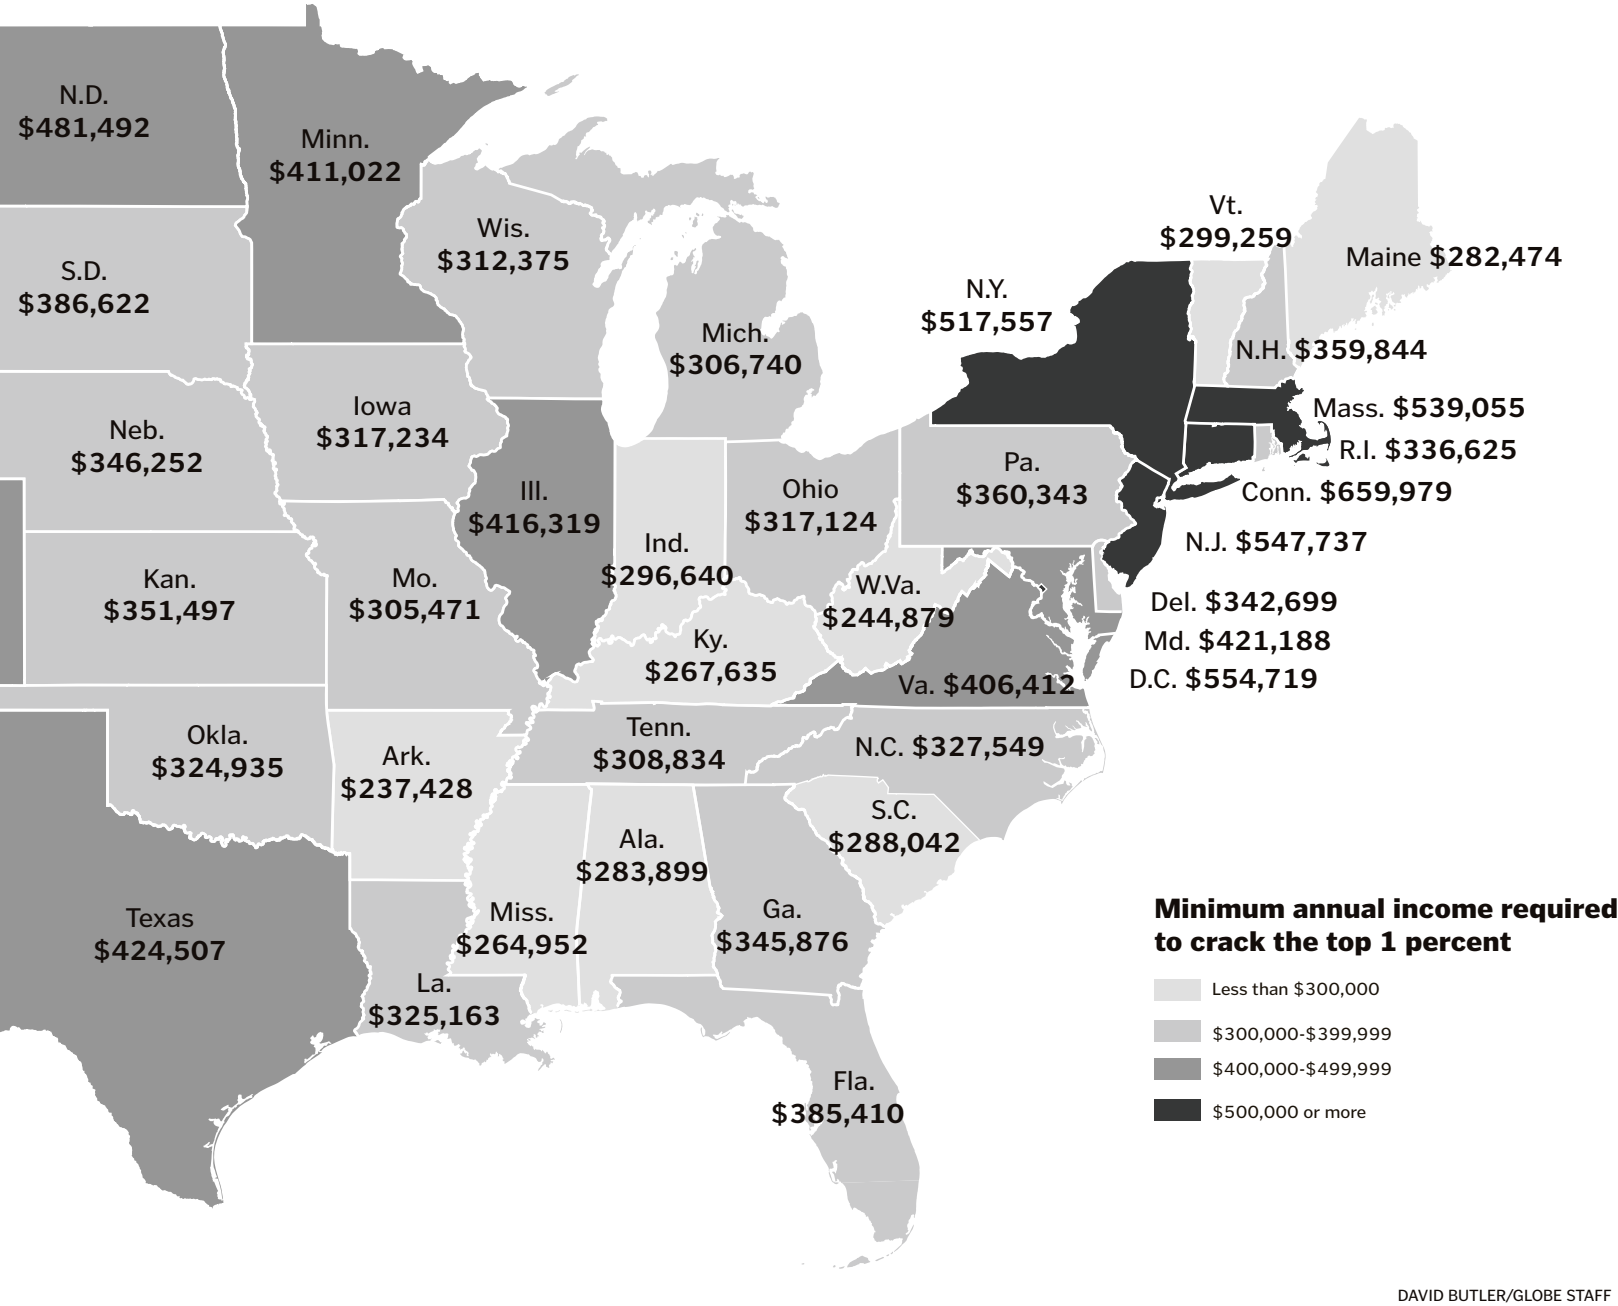 N.D.
$481,492
Minn.
$411,022
Wis.
$312,375
S.D.
$386,622
Vt.
$299,259
Maine $282,474
N.Y.
$517,557
Mich.
$306,740
N.H. $359,844
Iowa
$317,234
Mass. $539,055
Neb.
$346,252
R.I. $336,625
Pa.
$360,343
Ill.
$416,319
Ohio
$317,124
Conn. $659,979
Ind.
$296,640
N.J. $547,737
Kan.
$351,497
Mo.
$305,471
W.Va.
$244,879
Del. $342,699
Ky.
$267,635
Md. $421,188
Va. $406,412
D.C. $554,719
Okla.
$324,935
Tenn.
$308,834
N.C. $327,549
Ark.
$237,428
S.C.
$288,042
Ala.
$283,899
Texas
$424,507
Miss.
$264,952
Ga.
$345,876
La.
$325,163
Fla.
$385,410
Minimum annual income required
to crack the top 1 percent
Less than $300,000
$300,000-$399,999
$400,000-$499,999
$500,000 or more
DAVID BUTLER/GLOBE STAFF